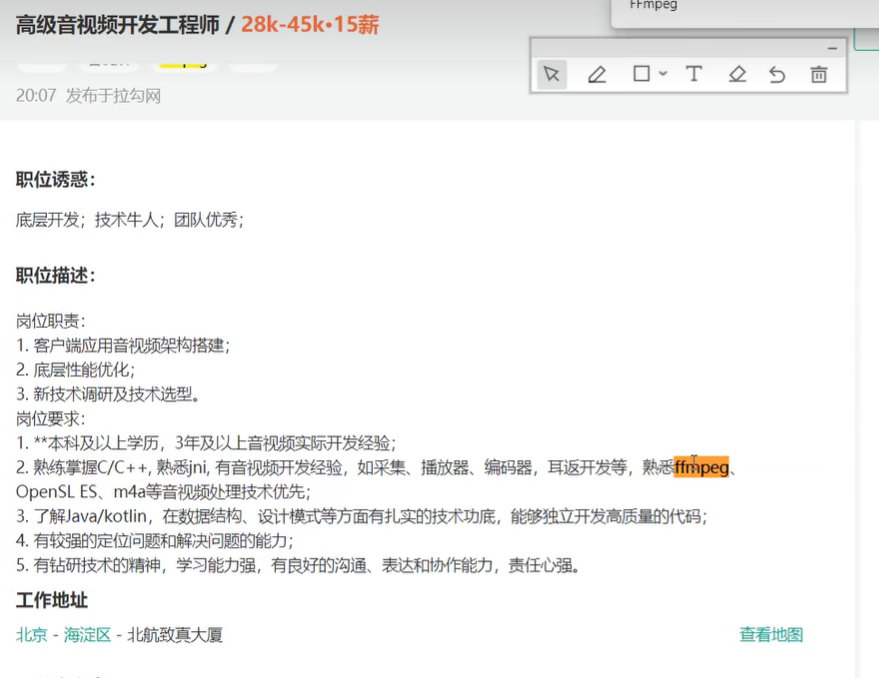 FFmpeg
高级音视频开发工程师 / 28k-45k•15薪
20:07 发布于拉勾网
职位诱惑：
底层开发；技术牛人；团队优秀；
职位描述：
岗位职责：
1. 客户端应用音视频架构搭建；
2. 底层性能优化；
3. 新技术调研及技术选型。
岗位要求：
1. **本科及以上学历，3年及以上音视频实际开发经验；
2. 熟练掌握C/C++, 熟悉jni, 有音视频开发经验，如采集、播放器、编码器，耳返开发等，熟悉ffmpeg、
OpenSL ES、m4a等音视频处理技术优先；
3. 了解Java/kotlin，在数据结构、设计模式等方面有扎实的技术功底，能够独立开发高质量的代码；
4. 有较强的定位问题和解决问题的能力；
5. 有钻研技术的精神，学习能力强，有良好的沟通、表达和协作能力，责任心强。
工作地址
北京 - 海淀区 - 北航致真大厦
查看地图